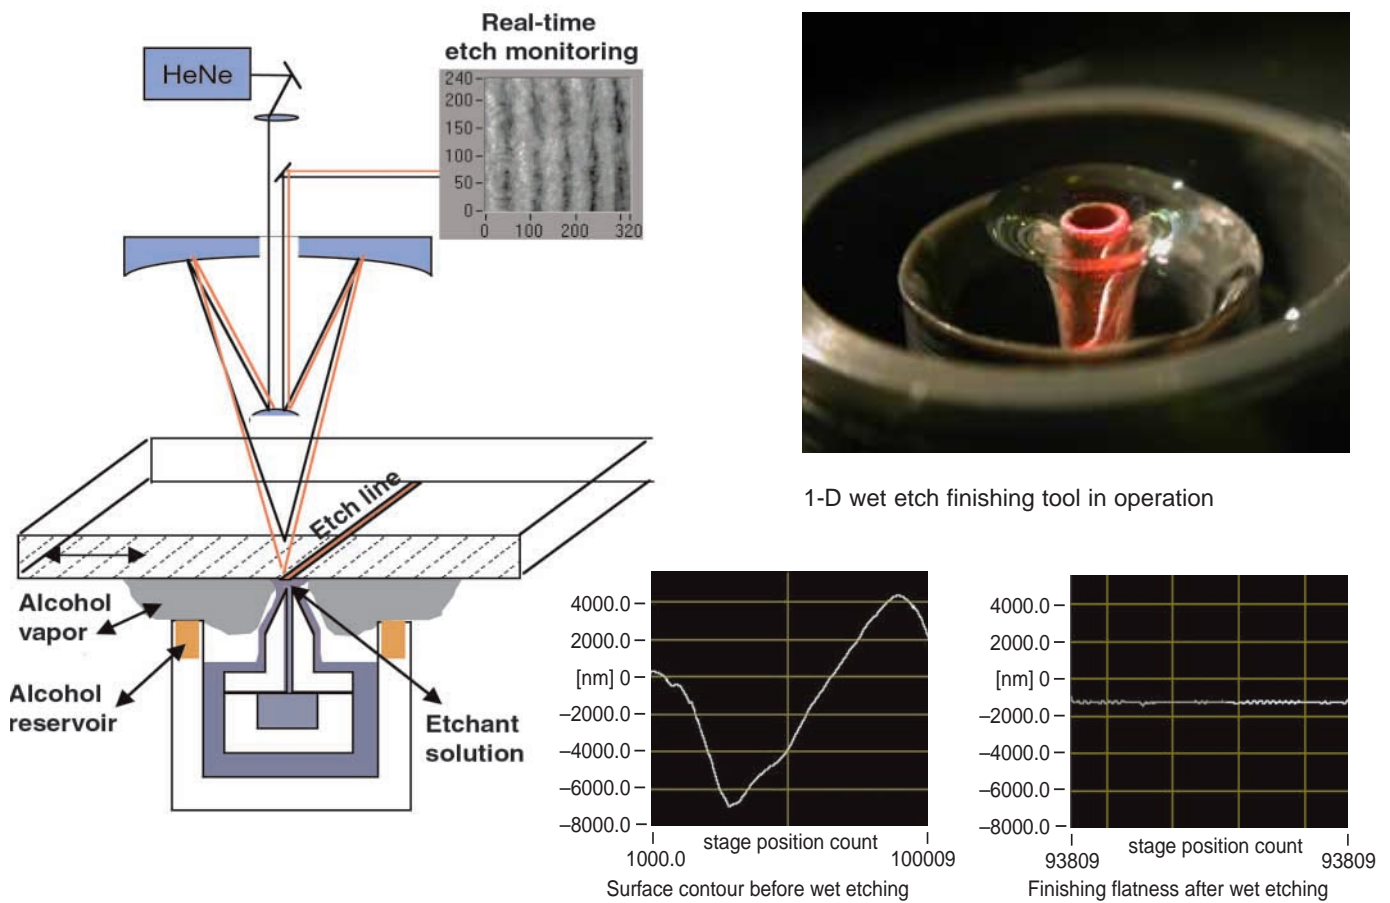 Real-time
etch monitoring
HeNe
240
200
150
100
50
0
0 100 200 320
Etch line
Alcohol
vapor
Alcohol
reservoir
Etchant
solution
1-D wet etch finishing tool in operation
4000.0
2000.0
[nm] 0
–2000.0
–4000.0
–6000.0
–8000.0
1000.0
stage position count
100009
Surface contour before wet etching
4000.0
2000.0
[nm] 0
–2000.0
–4000.0
–6000.0
–8000.0
93809
stage position count
93809
Finishing flatness after wet etching